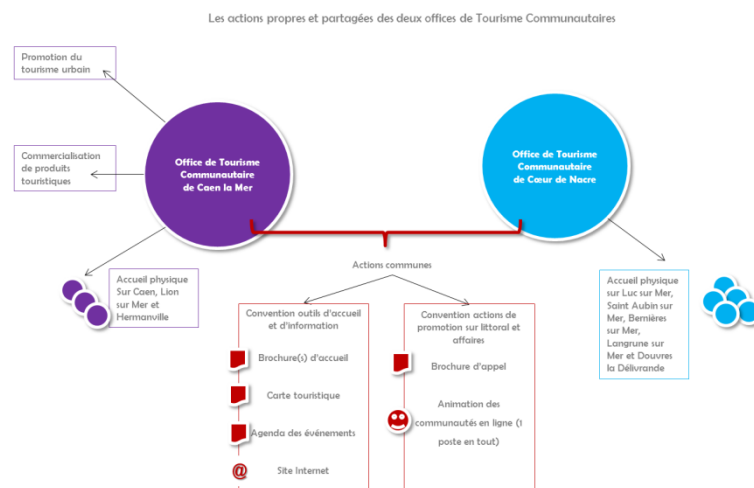 Les actions propres et partagées des deux offices de Tourisme Communautaires
Promotion du
tourisme urbain
Commercialisation
de produits
touristiques
Office de Tourisme
Communautaire
de Caen la Mer
Office de Tourisme
Communautaire
de Cœur de Nacre
Accueil physique
Sur Caen, Lion
sur Mer et
Hermanville
Actions communes
Accueil physique
sur Luc sur Mer,
Saint Aubin sur
Mer, Bernières
sur Mer,
Langrune sur
Mer et Douvres
la Délivrande
Convention outils d'accueil
et d'information
Brochure(s) d'accueil
Carte touristique
Agenda des événements
@
Site Internet
Convention actions de
promotion sur littoral et
affaires
Brochure d'appel
Animation des
communautés en ligne (1
poste en tout)